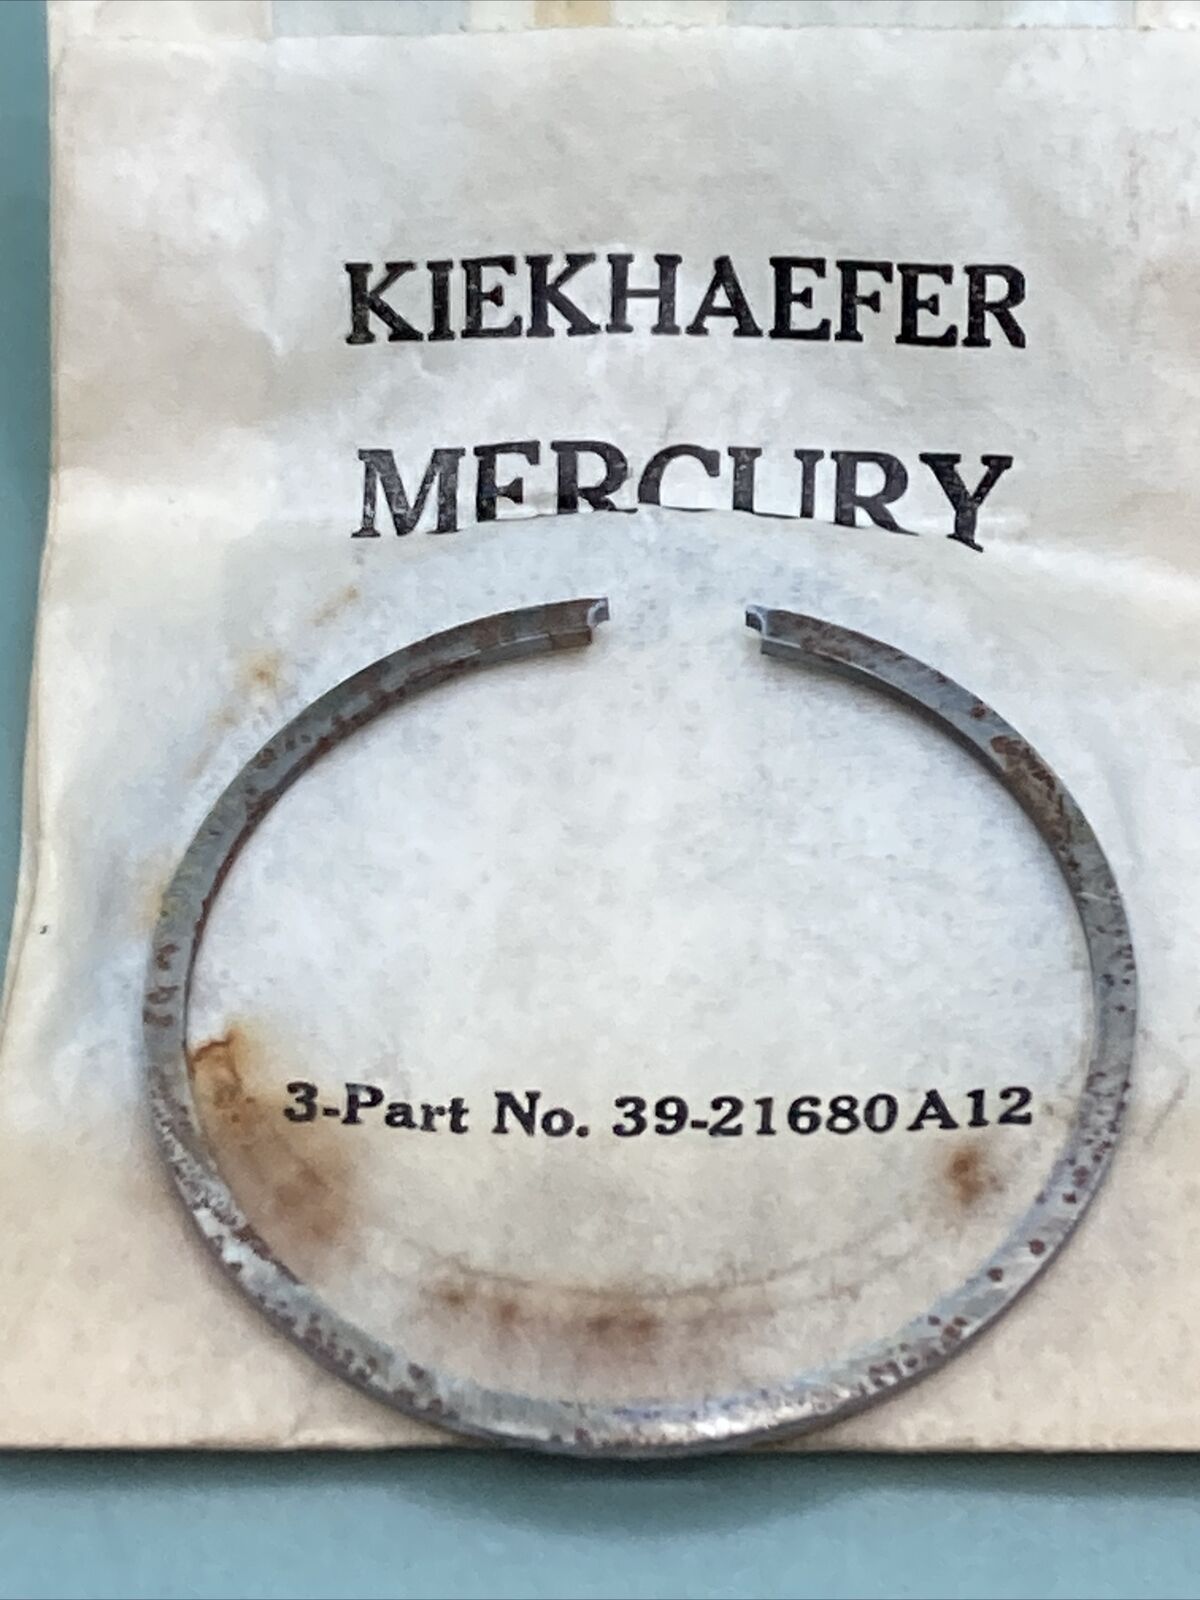 KIEKHAEFER
MERCURY
3-Part No. 39-21680 A12